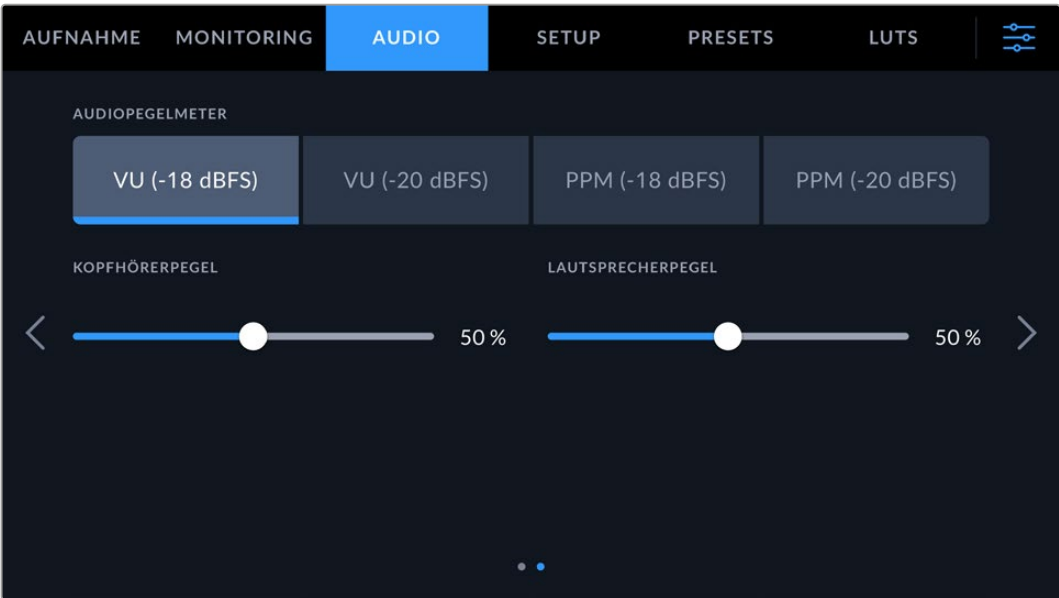 AUFNAHME MONITORING AUDIO SETUP PRESETS LUTS
AUDIOPEGELMETER
VU (-18 dBFS) VU (-20 dBFS) PPM (-18 dBFS) PPM (-20 dBFS)
KOPFHÖRERPEGEL LAUTSPRECHERPEGEL
50 % 50 %